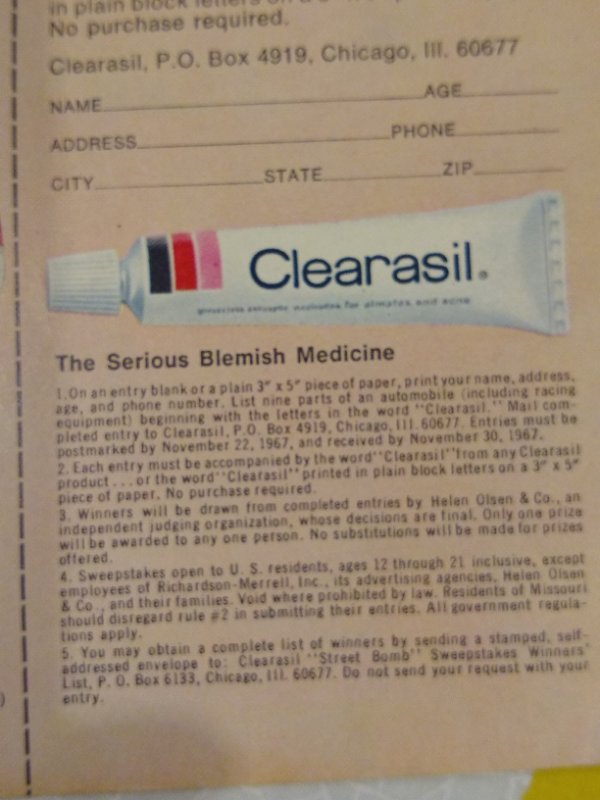 in plain block letters on a
No purchase required.
Clearasil, P.O. Box 4919, Chicago, Ill. 60677
NAME AGE
ADDRESS PHONE
CITY STATE ZIP
Clearasil®
antiseptic for pimples and acne
The Serious Blemish Medicine
1. On an entry blank or a plain 3" x 5" piece of paper, print your name, address,
age, and phone number. List nine parts of an automobile (including racing
equipment) beginning with the letters in the word "Clearasil." Mail com-
pleted entry to Clearasil, P.O. Box 4919, Chicago, Ill. 60677. Entries must be
postmarked by November 22, 1967, and received by November 30, 1967.
2. Each entry must be accompanied by the word "Clearasil" from any Clearasil
product...or the word "Clearasil" printed in plain block letters on a 3" x 5"
piece of paper. No purchase required.
3. Winners will be drawn from completed entries by Helen Olsen & Co., an
independent judging organization, whose decisions are final. Only one prize
will be awarded to any one person. No substitutions will be made for prizes
offered.
4. Sweepstakes open to U. S. residents, ages 12 through 21 inclusive, except
employees of Richardson-Merrell, Inc., its advertising agencies, Helen Olsen
& Co., and their families. Void where prohibited by law. Residents of Missouri
should disregard rule #2 in submitting their entries. All government regula-
tions apply.
5. You may obtain a complete list of winners by sending a stamped, self-
addressed envelope to: Clearasil "Street Bomb" Sweepstakes Winners'
List, P. O. Box 6133, Chicago, Ill. 60677. Do not send your request with your
entry.